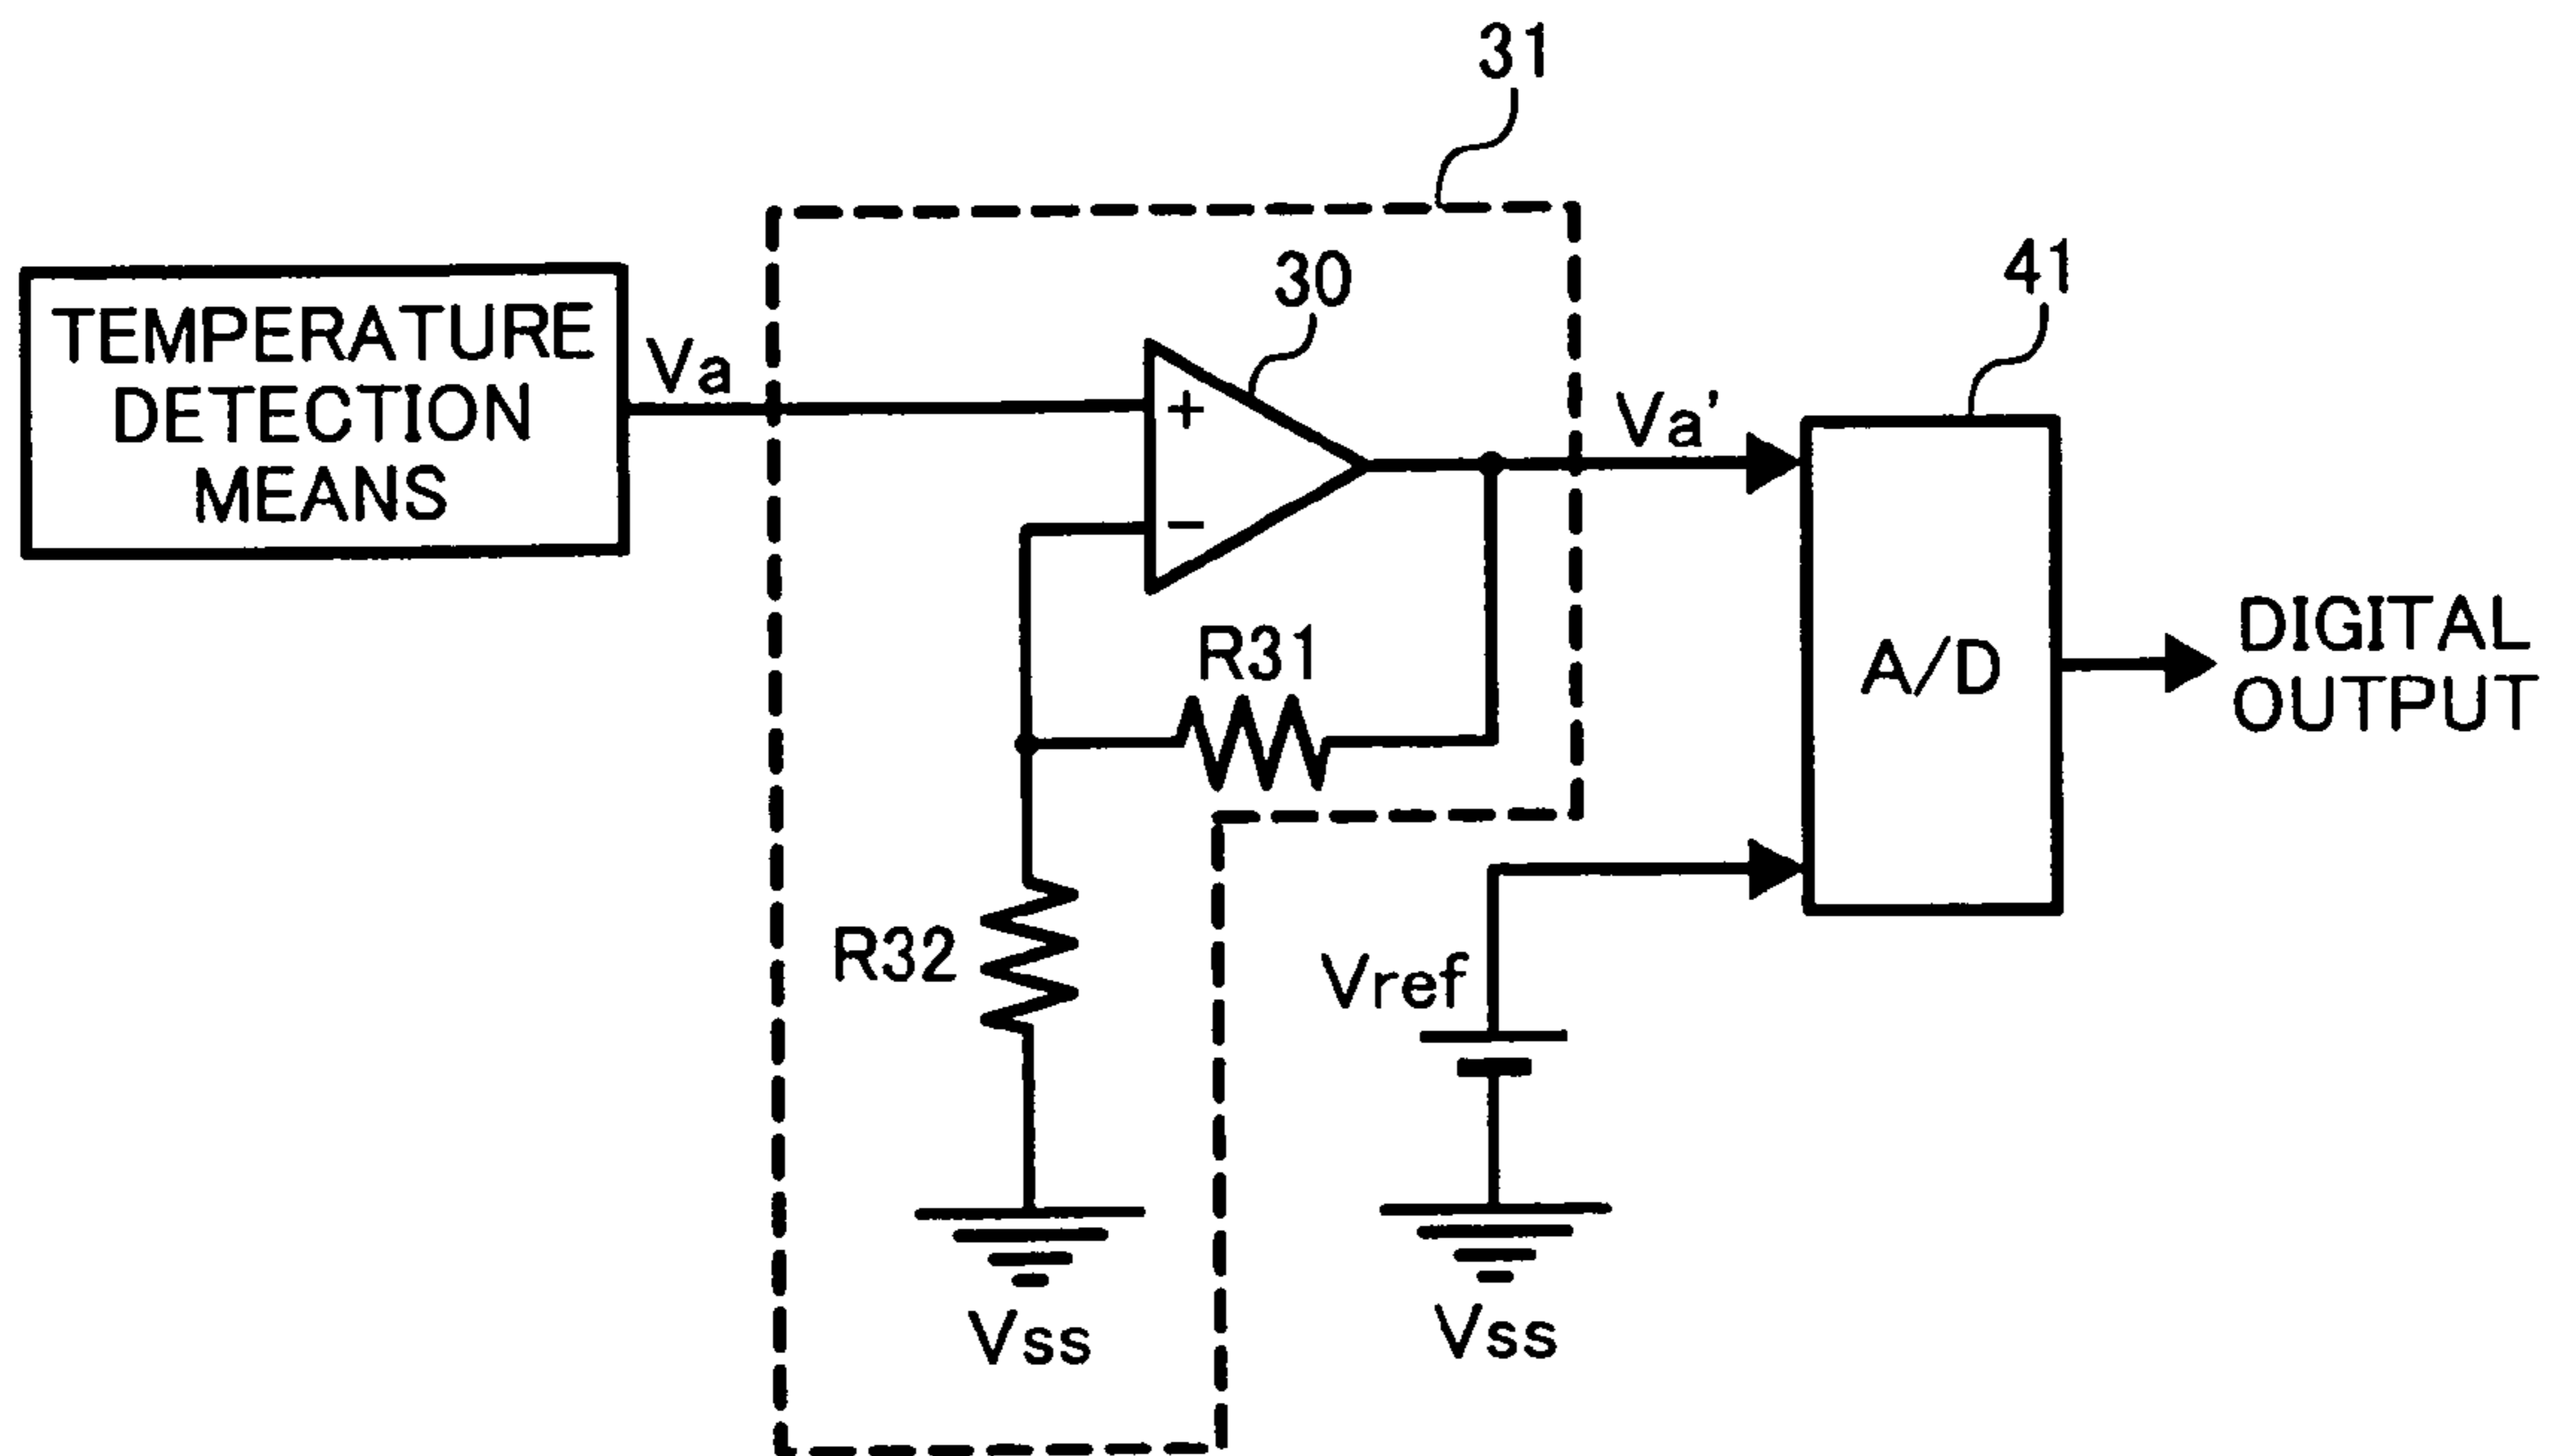 31
30
41
TEMPERATURE
DETECTION
MEANS
Va
+
−
Va'
R31
A/D
DIGITAL
OUTPUT
R32
Vref
Vss
Vss